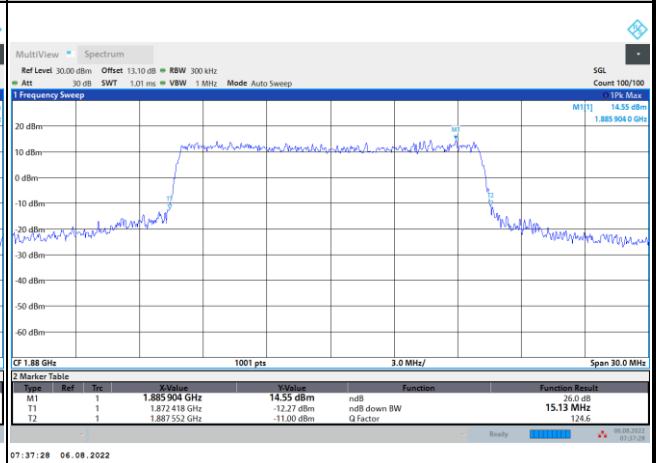 MultiView Spectrum
Ref Level 30.00 dBm Offset 13.10 dB RBW 300 kHz SGL
Att 30 dB SWT 1.01 ms VBW 1 MHz Mode Auto Sweep Count 100/100
1 Frequency Sweep 1Pk Max
M1[1] 14.55 dBm
1.885 904 0 GHz
20 dBm
M1
10 dBm
0 dBm
T1
T2
-10 dBm
-20 dBm
-30 dBm
-40 dBm
-50 dBm
-60 dBm
CF 1.88 GHz 1001 pts 3.0 MHz/ Span 30.0 MHz
2 Marker Table
Type Ref Trc X-Value Y-Value Function Function Result
M1 1 1.885 904 GHz 14.55 dBm ndB 26.0 dB
T1 1 1.872 418 GHz -12.27 dBm ndB down BW 15.13 MHz
T2 1 1.887 552 GHz -11.00 dBm Q Factor 124.6
Ready 06.08.2022
07:37:28
07:37:28 06.08.2022